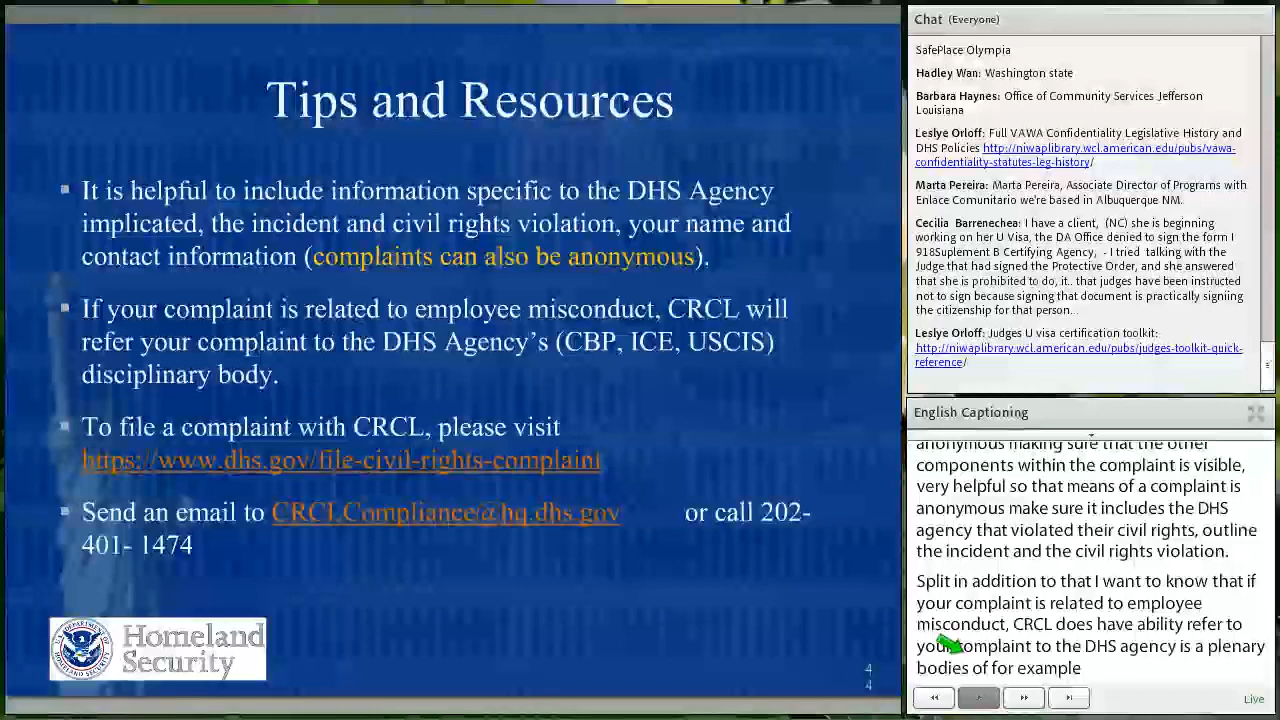 Tips and Resources
It is helpful to include information specific to the DHS Agency
implicated, the incident and civil rights violation, your name and
contact information (complaints can also be anonymous).
If your complaint is related to employee misconduct, CRCL will
refer your complaint to the DHS Agency's (CBP, ICE, USCIS)
disciplinary body.
To file a complaint with CRCL, please visit
https://www.dhs.gov/file-civil-rights-complaint
Send an email to CRCLCompliance@hq.dhs.gov or call 202-
401- 1474
Homeland
Security
4
4
Chat (Everyone)
SafePlace Olympia
Hadley Wan: Washington state
Barbara Haynes: Office of Community Services Jefferson
Louisiana
Leslye Orloff: Full VAWA Confidentiality Legislative History and
DHS Policies http://niwaplibrary.wcl.american.edu/pubs/vawa-
confidentiality-statutes-leg-history/
Marta Pereira: Marta Pereira, Associate Director of Programs with
Enlace Comunitario we're based in Albuquerque NM.
Cecilia Barrenechea: I have a client, (NC) she is beginning
working on her U Visa, the DA Office denied to sign the form I
918Suplement B Certifying Agency, - I tried talking with the
Judge that had signed the Protective Order, and she answered
that she is prohibited to do, it.. that judges have been instructed
not to sign because signing that document is practically signing
the citizenship for that person...
Leslye Orloff: Judges U visa certification toolkit:
http://niwaplibrary.wcl.american.edu/pubs/judges-toolkit-quick-
reference/
English Captioning
anonymous making sure that the other
components within the complaint is visible,
very helpful so that means of a complaint is
anonymous make sure it includes the DHS
agency that violated their civil rights, outline
the incident and the civil rights violation.
Split in addition to that I want to know that if
your complaint is related to employee
misconduct, CRCL does have ability refer to
your complaint to the DHS agency is a plenary
bodies of for example
Live